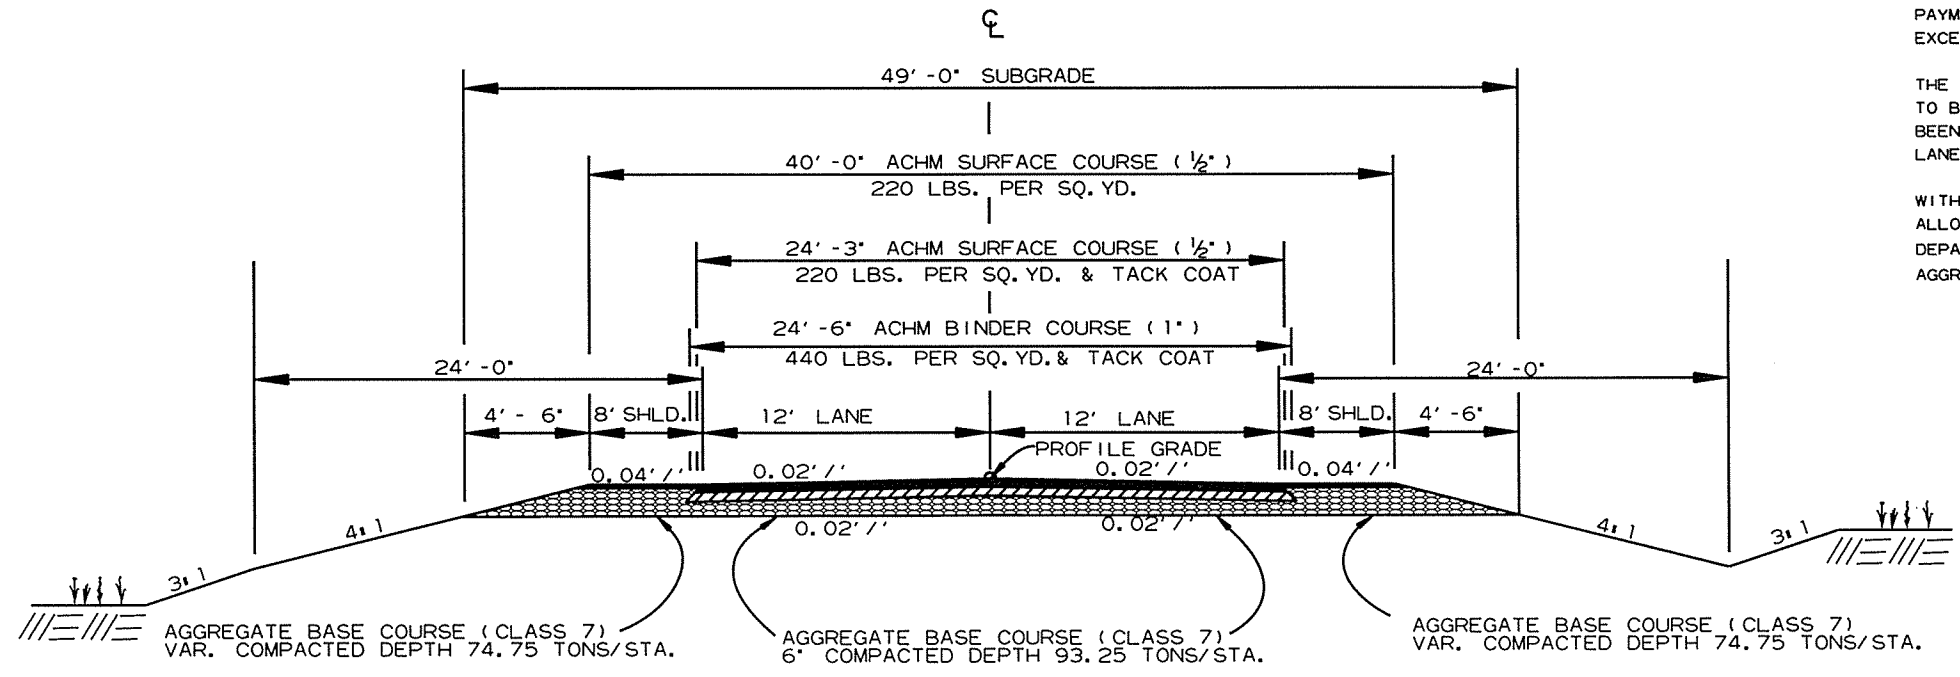 ℄
49'-0" SUBGRADE
40'-0" ACHM SURFACE COURSE (½")
220 LBS. PER SQ.YD.
24'-3" ACHM SURFACE COURSE (½")
220 LBS. PER SQ.YD. & TACK COAT
24'-6" ACHM BINDER COURSE (1")
440 LBS. PER SQ.YD.& TACK COAT
24'-0"
24'-0"
4'- 6"
8' SHLD.
12' LANE
12' LANE
8' SHLD.
4'-6"
PROFILE GRADE
0.04'/'
0.02'/'
0.02'/'
0.04'/'
0.02'/'
0.02'/'
4:1
3:1
4:1
3:1
AGGREGATE BASE COURSE (CLASS 7)
VAR. COMPACTED DEPTH 74.75 TONS/STA.
AGGREGATE BASE COURSE (CLASS 7)
6" COMPACTED DEPTH 93.25 TONS/STA.
AGGREGATE BASE COURSE (CLASS 7)
VAR. COMPACTED DEPTH 74.75 TONS/STA.
PAYM
EXCE
THE
TO B
BEEN
LANE
WITH
ALLO
DEPA
AGGR